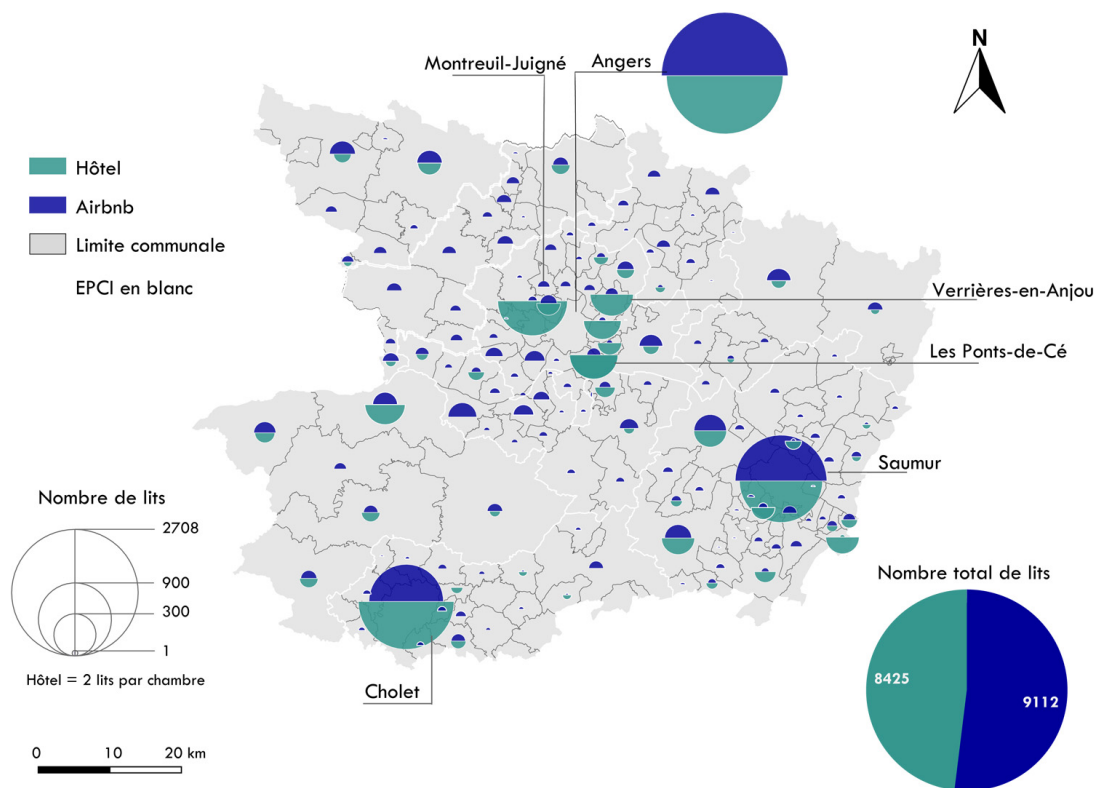 Montreuil-Juigné
Angers
N
Hôtel
Airbnb
Limite communale
EPCI en blanc
Verrières-en-Anjou
Les Ponts-de-Cé
Saumur
Nombre de lits
2708
900
300
1
Hôtel = 2 lits par chambre
Cholet
0 10 20 km
Nombre total de lits
8425
9112